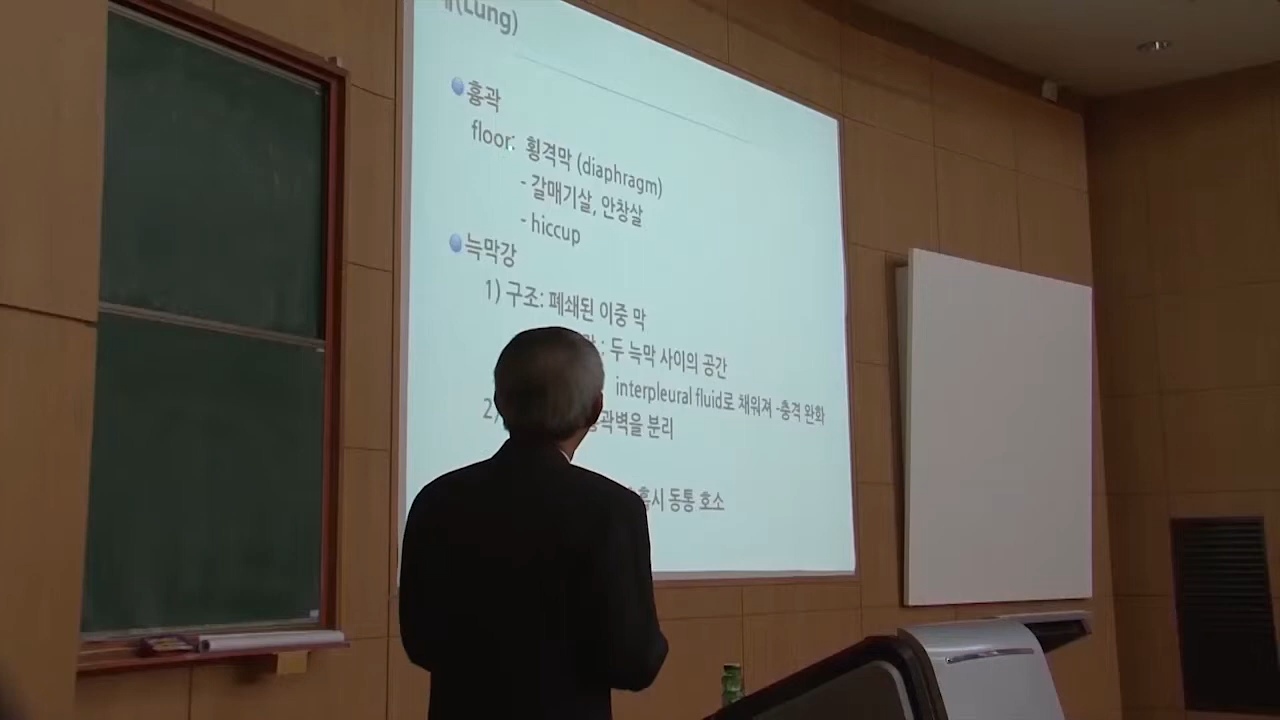 (Lung)
흉곽
floor: 횡격막 (diaphragm)
- 갈매기살, 안창살
- hiccup
늑막강
1) 구조: 폐쇄된 이중 막
: 두 늑막 사이의 공간
interpleural fluid로 채워져 -충격 완화
2) 곽벽을 분리
혹시 동통 호소